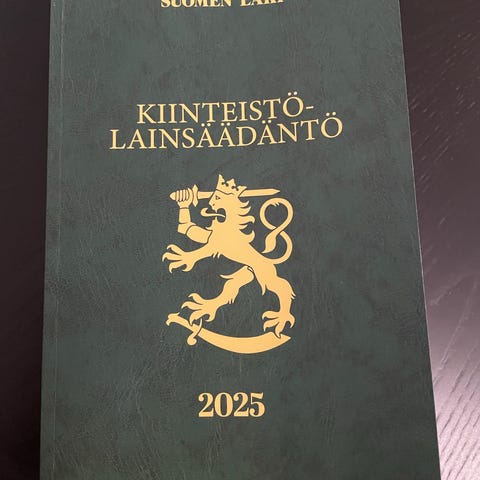 SUOMEN LAKI
KIINTEISTÖ-
LAINSÄÄDÄNTÖ
2025